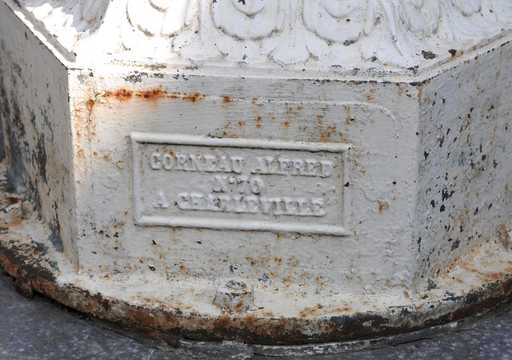 CORNEAU ALFRED
Nº 70
A CHARLEVILLE